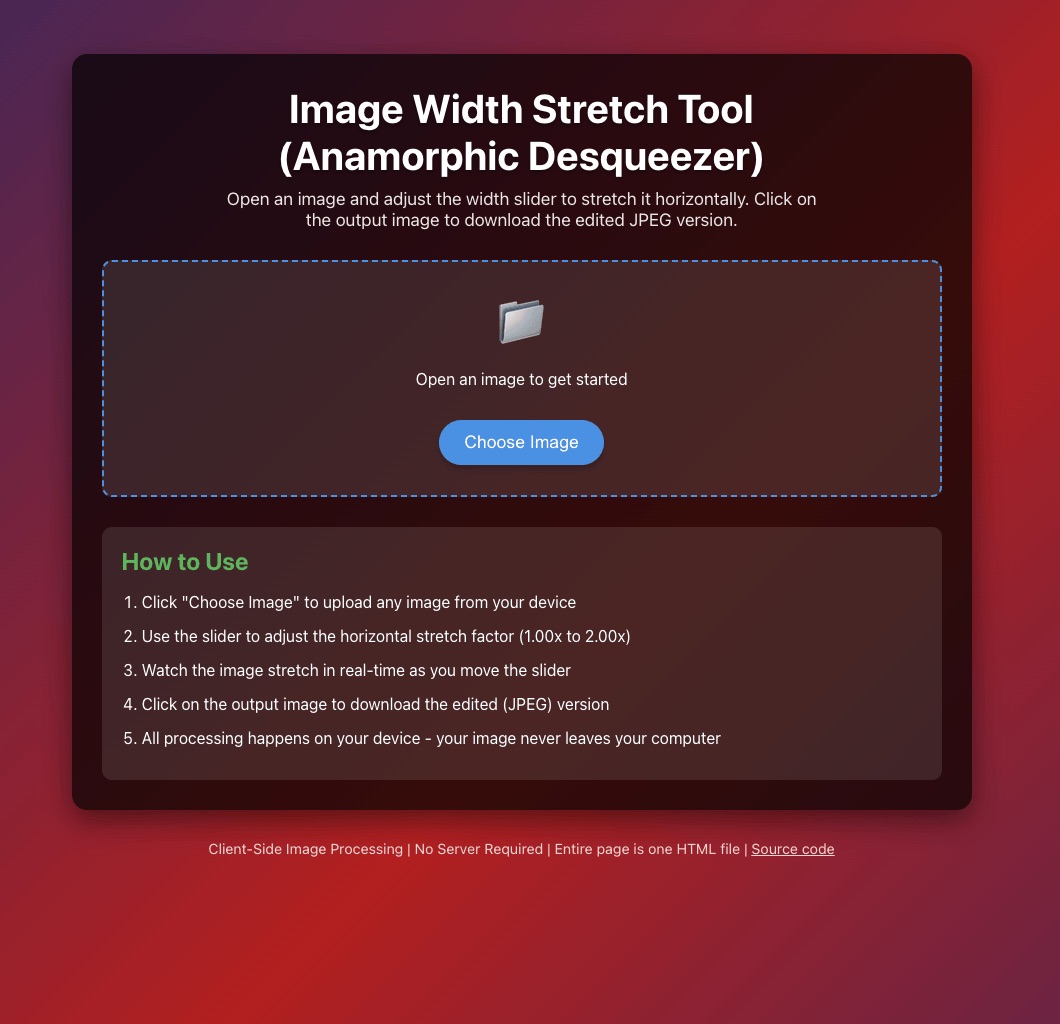 Image Width Stretch Tool
(Anamorphic Desqueezer)
Open an image and adjust the width slider to stretch it horizontally. Click on
the output image to download the edited JPEG version.
Open an image to get started
Choose Image
How to Use
1. Click "Choose Image" to upload any image from your device
2. Use the slider to adjust the horizontal stretch factor (1.00x to 2.00x)
3. Watch the image stretch in real-time as you move the slider
4. Click on the output image to download the edited (JPEG) version
5. All processing happens on your device - your image never leaves your computer
Client-Side Image Processing | No Server Required | Entire page is one HTML file | Source code